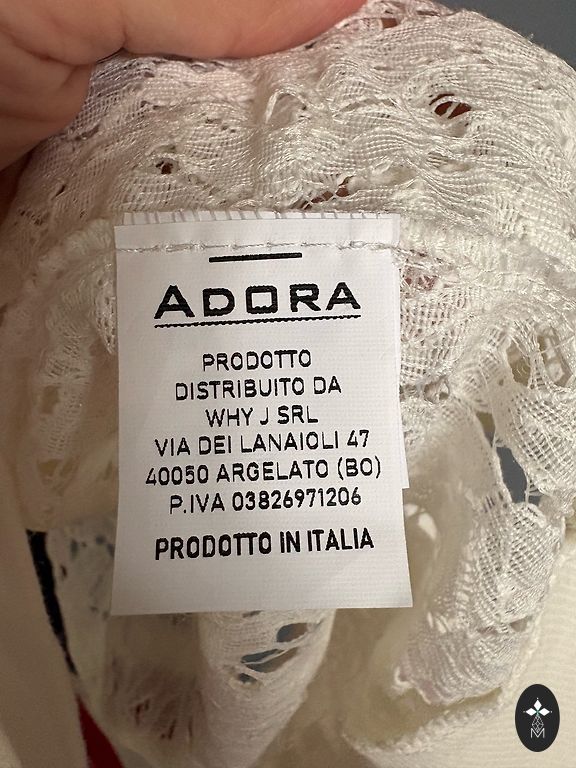 ADORA
PRODOTTO
DISTRIBUITO DA
WHY J SRL
VIA DEI LANAIOLI 47
40050 ARGELATO (BO)
P.IVA 03826971206
PRODOTTO IN ITALIA
M